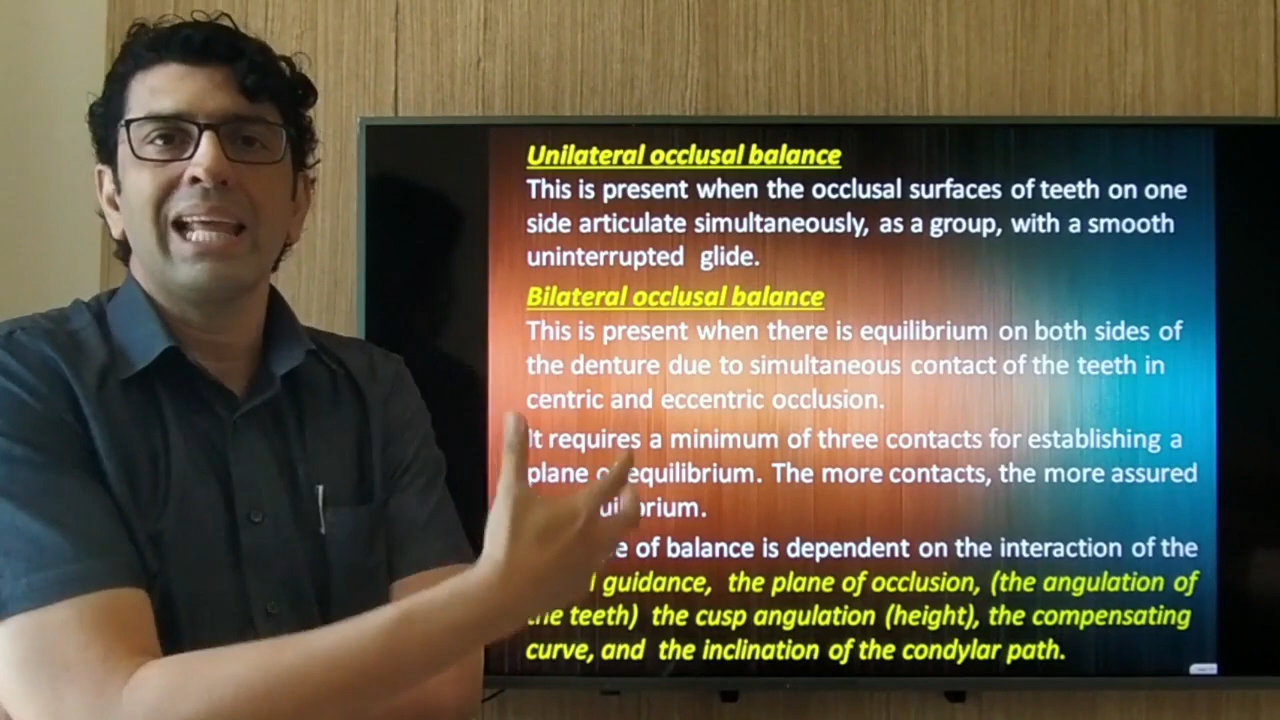 Unilateral occlusal balance
This is present when the occlusal surfaces of teeth on one
side articulate simultaneously, as a group, with a smooth
uninterrupted glide.
Bilateral occlusal balance
This is present when there is equilibrium on both sides of
the denture due to simultaneous contact of the teeth in
centric and eccentric occlusion.
It requires a minimum of three contacts for establishing a
plane equilibrium. The more contacts, the more assured
of balance is dependent on the interaction of the
guidance, the plane of occlusion, (the angulation of
the teeth) the cusp angulation (height), the compensating
curve, and the inclination of the condylar path.